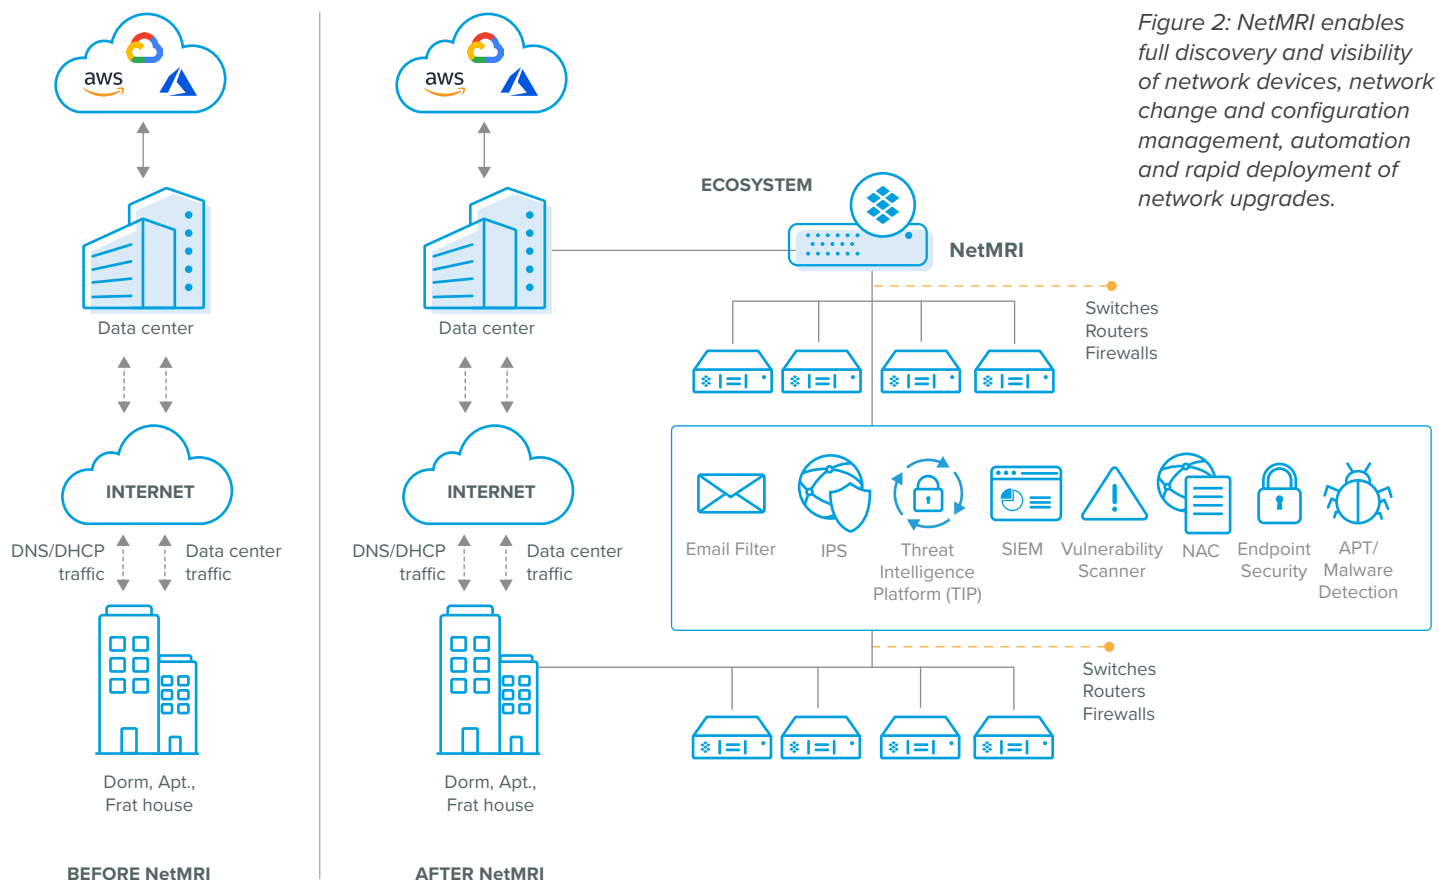 Figure 2: NetMRI enables
full discovery and visibility
of network devices, network
change and configuration
management, automation
and rapid deployment of
network upgrades.
aws
Data center
INTERNET
DNS/DHCP
traffic
Data center
traffic
Dorm, Apt.,
Frat house
BEFORE NetMRI
aws
Data center
INTERNET
DNS/DHCP
traffic
Data center
traffic
Dorm, Apt.,
Frat house
AFTER NetMRI
ECOSYSTEM
NetMRI
Switches
Routers
Firewalls
Email Filter
IPS
Threat
Intelligence
Platform (TIP)
SIEM
Vulnerability
Scanner
NAC
Endpoint
Security
APT/
Malware
Detection
Switches
Routers
Firewalls